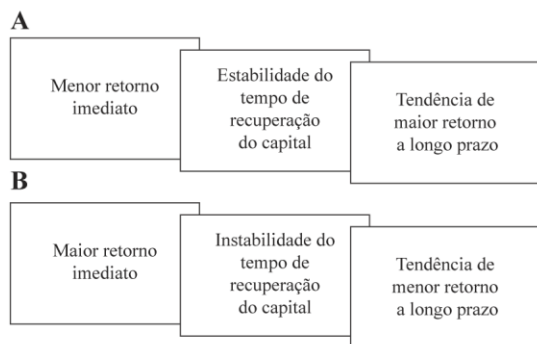 A
Menor retorno
imediato
Estabilidade do
tempo de
recuperação
do capital
Tendência de
maior retorno
a longo prazo
B
Maior retorno
imediato
Instabilidade do
tempo de
recuperação
do capital
Tendência de
menor retorno
a longo prazo